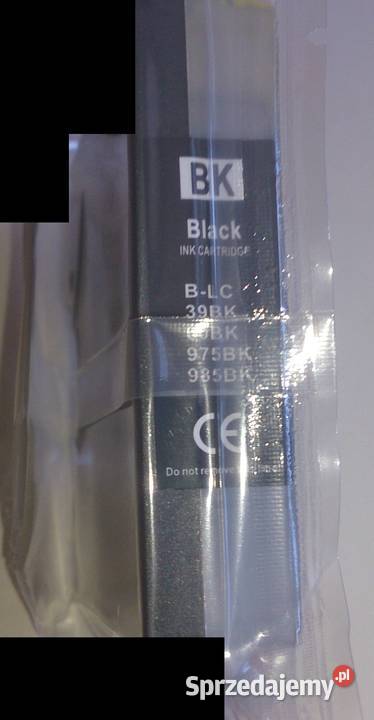 BK
Black
INK CARTRIDGE
B-LC
39BK
975BK
985BK
CE
Do not remove
Sprzedajemy.pl